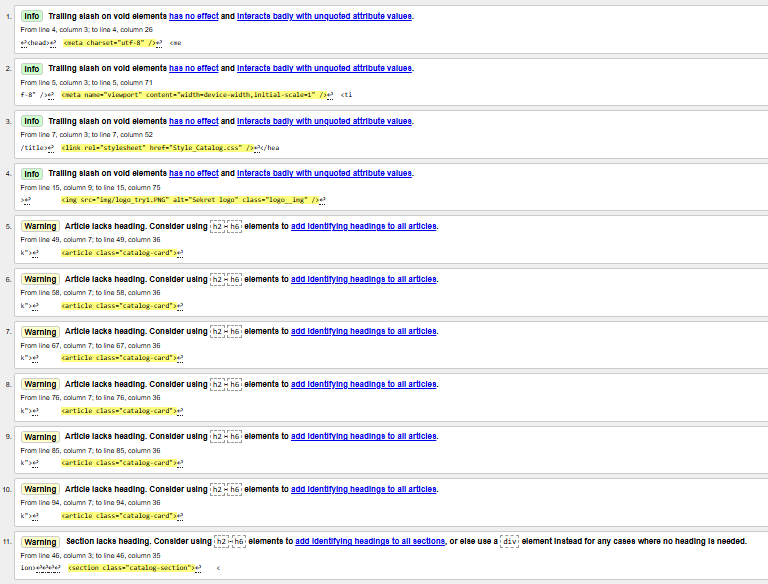 1. Info Trailing slash on void elements has no effect and interacts badly with unquoted attribute values.
From line 4, column 3; to line 4, column 26
↩<head>↩ <meta charset="utf-8" />↩ <me
2. Info Trailing slash on void elements has no effect and interacts badly with unquoted attribute values.
From line 5, column 3; to line 5, column 71
f-8" />↩ <meta name="viewport" content="width=device-width,initial-scale=1" />↩ <ti
3. Info Trailing slash on void elements has no effect and interacts badly with unquoted attribute values.
From line 7, column 3; to line 7, column 52
/title>↩ <link rel="stylesheet" href="Style_Catalog.css" />↩</hea
4. Info Trailing slash on void elements has no effect and interacts badly with unquoted attribute values.
From line 15, column 9; to line 15, column 75
>↩ <img src="img/logo_try1.PNG" alt="Sekret logo" class="logo__img" />↩
5. Warning Article lacks heading. Consider using h2-h6 elements to add identifying headings to all articles.
From line 49, column 7; to line 49, column 36
k">↩ <article class="catalog-card">↩
6. Warning Article lacks heading. Consider using h2-h6 elements to add identifying headings to all articles.
From line 58, column 7; to line 58, column 36
k">↩ <article class="catalog-card">↩
7. Warning Article lacks heading. Consider using h2-h6 elements to add identifying headings to all articles.
From line 67, column 7; to line 67, column 36
k">↩ <article class="catalog-card">↩
8. Warning Article lacks heading. Consider using h2-h6 elements to add identifying headings to all articles.
From line 76, column 7; to line 76, column 36
k">↩ <article class="catalog-card">↩
9. Warning Article lacks heading. Consider using h2-h6 elements to add identifying headings to all articles.
From line 85, column 7; to line 85, column 36
k">↩ <article class="catalog-card">↩
10. Warning Article lacks heading. Consider using h2-h6 elements to add identifying headings to all articles.
From line 94, column 7; to line 94, column 36
k">↩ <article class="catalog-card">↩
11. Warning Section lacks heading. Consider using h2-h6 elements to add identifying headings to all sections, or else use a div element instead for any cases where no heading is needed.
From line 46, column 3; to line 46, column 35
ion>↩↩↩↩ <section class="catalog-section">↩ <